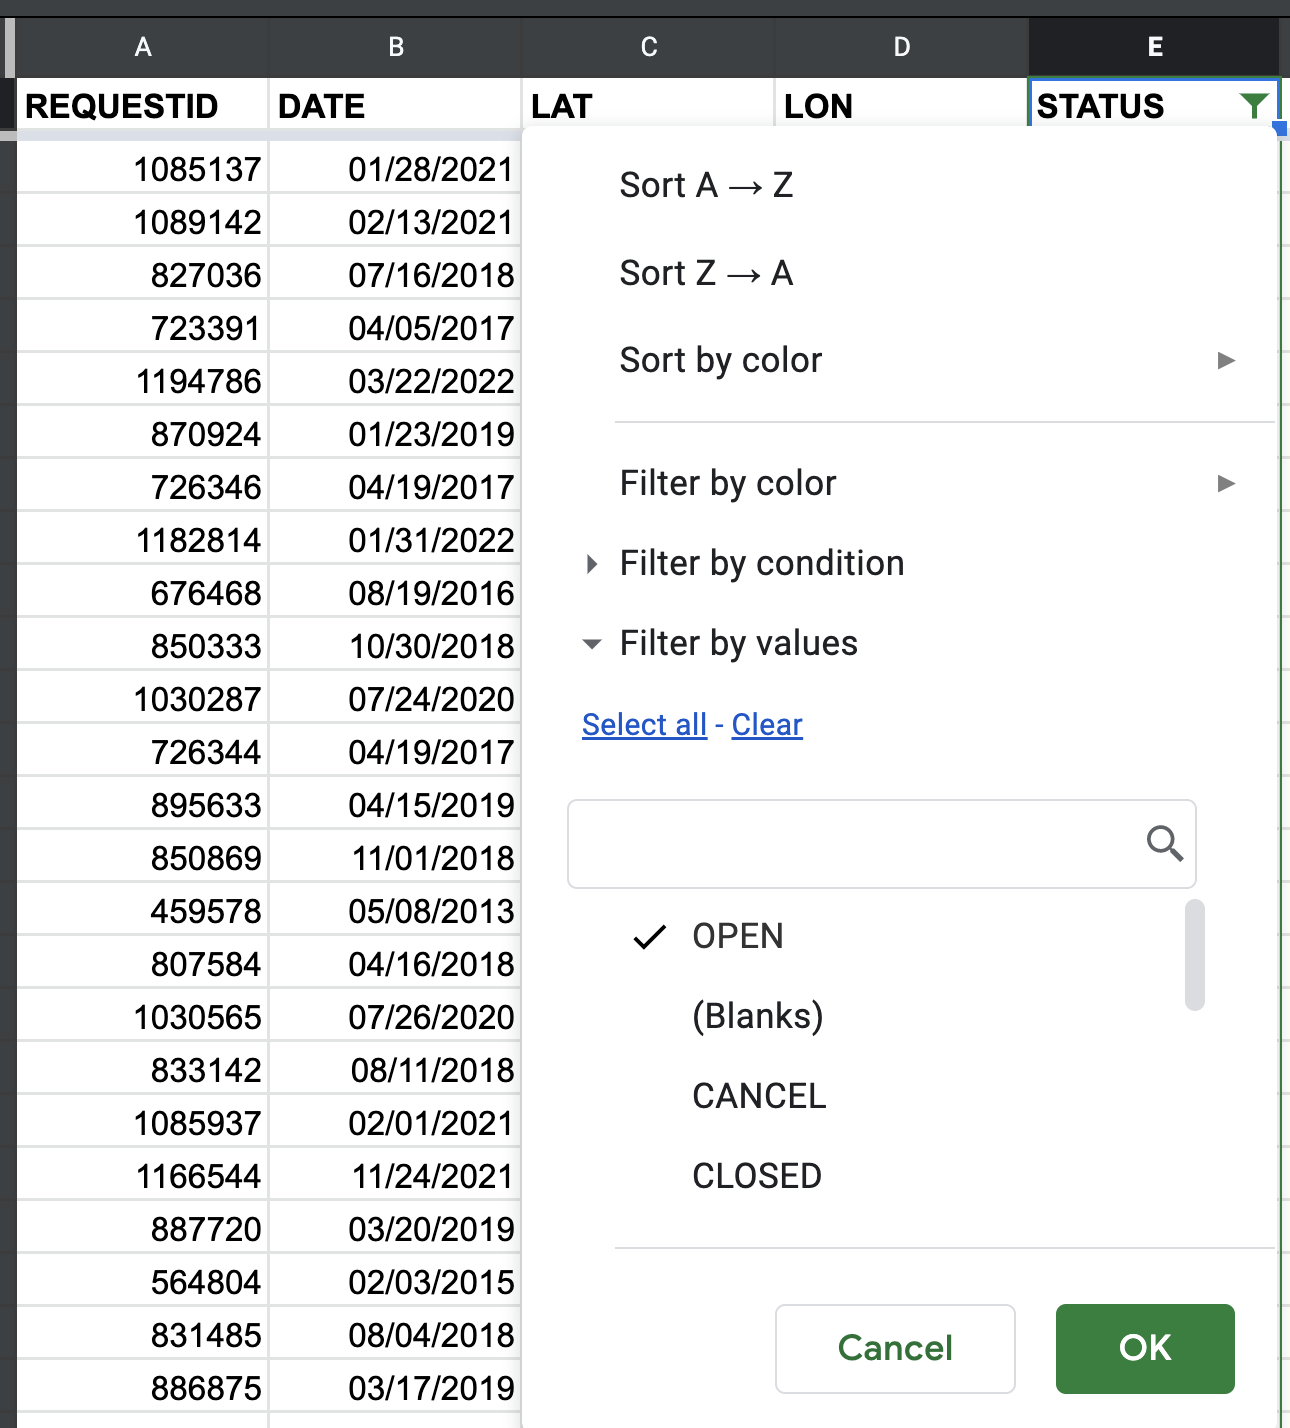 A B C D E
REQUESTID DATE LAT LON STATUS
1085137 01/28/2021
1089142 02/13/2021
827036 07/16/2018
723391 04/05/2017
1194786 03/22/2022
870924 01/23/2019
726346 04/19/2017
1182814 01/31/2022
676468 08/19/2016
850333 10/30/2018
1030287 07/24/2020
726344 04/19/2017
895633 04/15/2019
850869 11/01/2018
459578 05/08/2013
807584 04/16/2018
1030565 07/26/2020
833142 08/11/2018
1085937 02/01/2021
1166544 11/24/2021
887720 03/20/2019
564804 02/03/2015
831485 08/04/2018
886875 03/17/2019
Sort A → Z
Sort Z → A
Sort by color
Filter by color
Filter by condition
Filter by values
Select all - Clear
OPEN
(Blanks)
CANCEL
CLOSED
Cancel OK